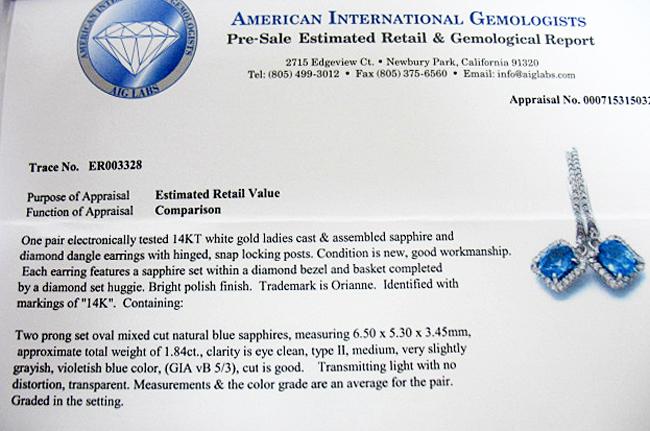 AMERICAN INTERNATIONAL GEMOLOGISTS
AIG LABS
AMERICAN INTERNATIONAL GEMOLOGISTS
Pre-Sale Estimated Retail & Gemological Report
2715 Edgeview Ct. • Newbury Park, California 91320
Tel: (805) 499-3012 • Fax (805) 375-6560 • Email: info@aiglabs.com
Appraisal No. 000715315032
Trace No. ER003328
Purpose of Appraisal Estimated Retail Value
Function of Appraisal Comparison
One pair electronically tested 14KT white gold ladies cast & assembled sapphire and
diamond dangle earrings with hinged, snap locking posts. Condition is new, good workmanship.
Each earring features a sapphire set within a diamond bezel and basket completed
by a diamond set huggie. Bright polish finish. Trademark is Orianne. Identified with
markings of "14K". Containing:
Two prong set oval mixed cut natural blue sapphires, measuring 6.50 x 5.30 x 3.45mm,
approximate total weight of 1.84ct., clarity is eye clean, type II, medium, very slightly
grayish, violetish blue color, (GIA vB 5/3), cut is good. Transmitting light with no
distortion, transparent. Measurements & the color grade are an average for the pair.
Graded in the setting.